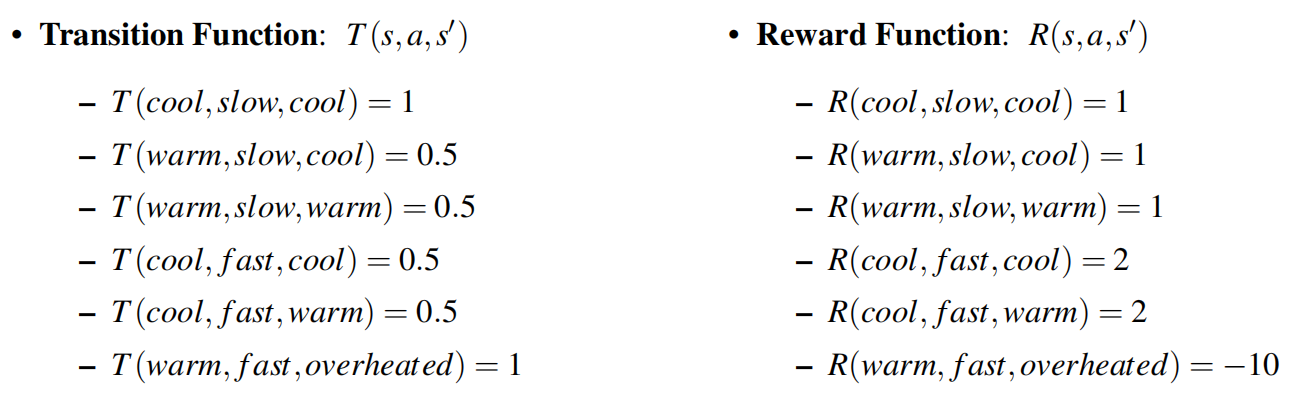 • Transition Function: T(s,a,s′)
– T(cool,slow,cool) = 1
– T(warm,slow,cool) = 0.5
– T(warm,slow,warm) = 0.5
– T(cool,fast,cool) = 0.5
– T(cool,fast,warm) = 0.5
– T(warm,fast,overheated) = 1
• Reward Function: R(s,a,s′)
– R(cool,slow,cool) = 1
– R(warm,slow,cool) = 1
– R(warm,slow,warm) = 1
– R(cool,fast,cool) = 2
– R(cool,fast,warm) = 2
– R(warm,fast,overheated) = −10